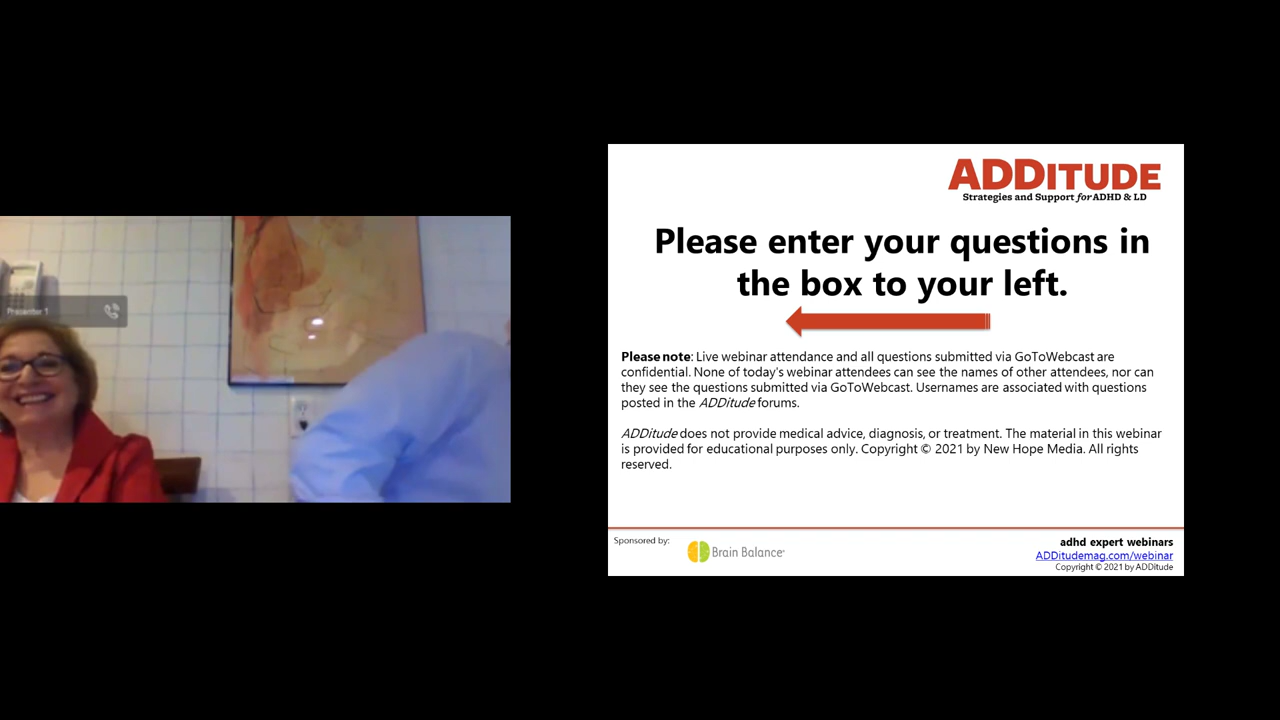 Presenter 1
ADDITUDE
Strategies and Support for ADHD & LD
Please enter your questions in
the box to your left.
Please note: Live webinar attendance and all questions submitted via GoToWebcast are
confidential. None of today's webinar attendees can see the names of other attendees, nor can
they see the questions submitted via GoToWebcast. Usernames are associated with questions
posted in the ADDitude forums.
ADDitude does not provide medical advice, diagnosis, or treatment. The material in this webinar
is provided for educational purposes only. Copyright © 2021 by New Hope Media. All rights
reserved.
Sponsored by:
Brain Balance
adhd expert webinars
ADDitudemag.com/webinar
Copyright © 2021 by ADDitude